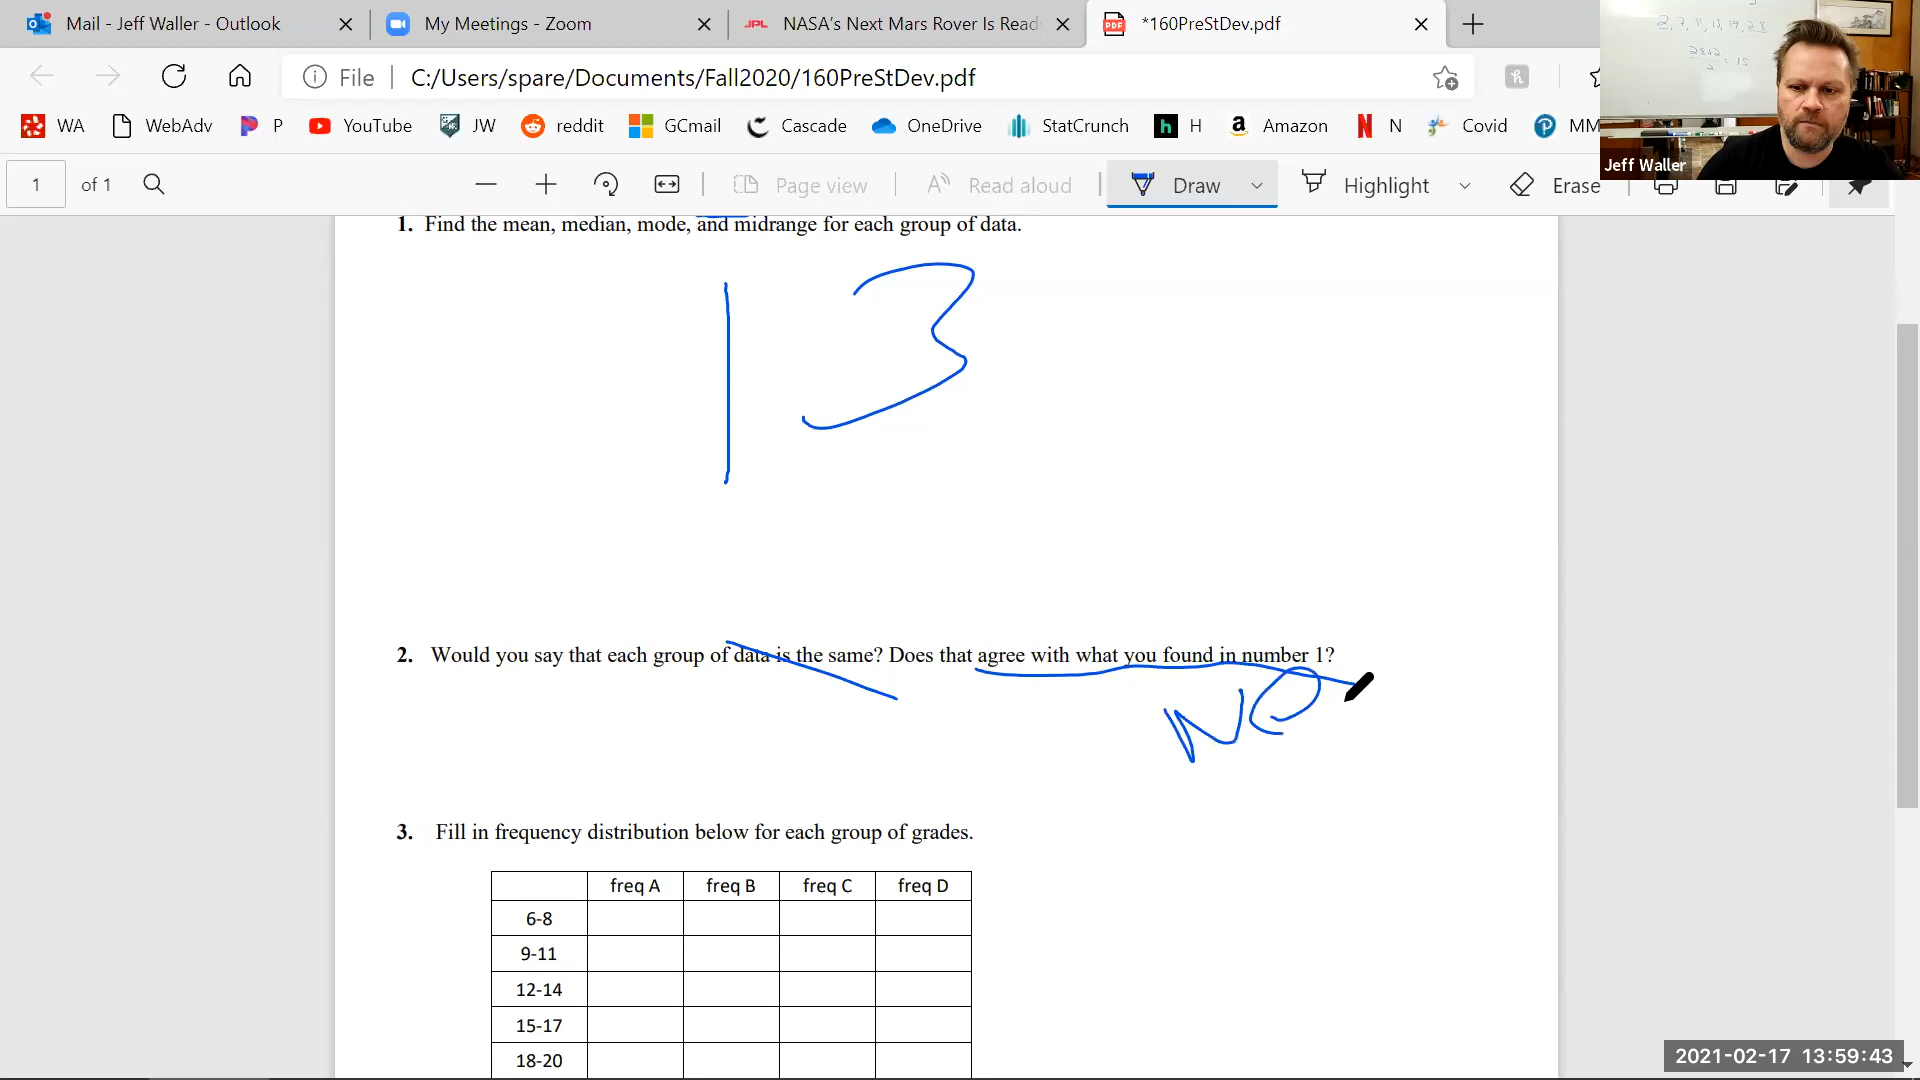 Mail - Jeff Waller - Outlook
My Meetings - Zoom
JPL NASA's Next Mars Rover Is Read
PDF *160PreStDev.pdf
File C:/Users/spare/Documents/Fall2020/160PreStDev.pdf
WA WebAdv P YouTube JW reddit GCmail Cascade OneDrive StatCrunch h H a Amazon N Covid MM
Jeff Waller
1 of 1 Page view Read aloud Draw Highlight Erase
1. Find the mean, median, mode, and midrange for each group of data.
13
2. Would you say that each group of data is the same? Does that agree with what you found in number 1?
NO
3. Fill in frequency distribution below for each group of grades.
freq A freq B freq C freq D
6-8
9-11
12-14
15-17
18-20
2021-02-17 13:59:43